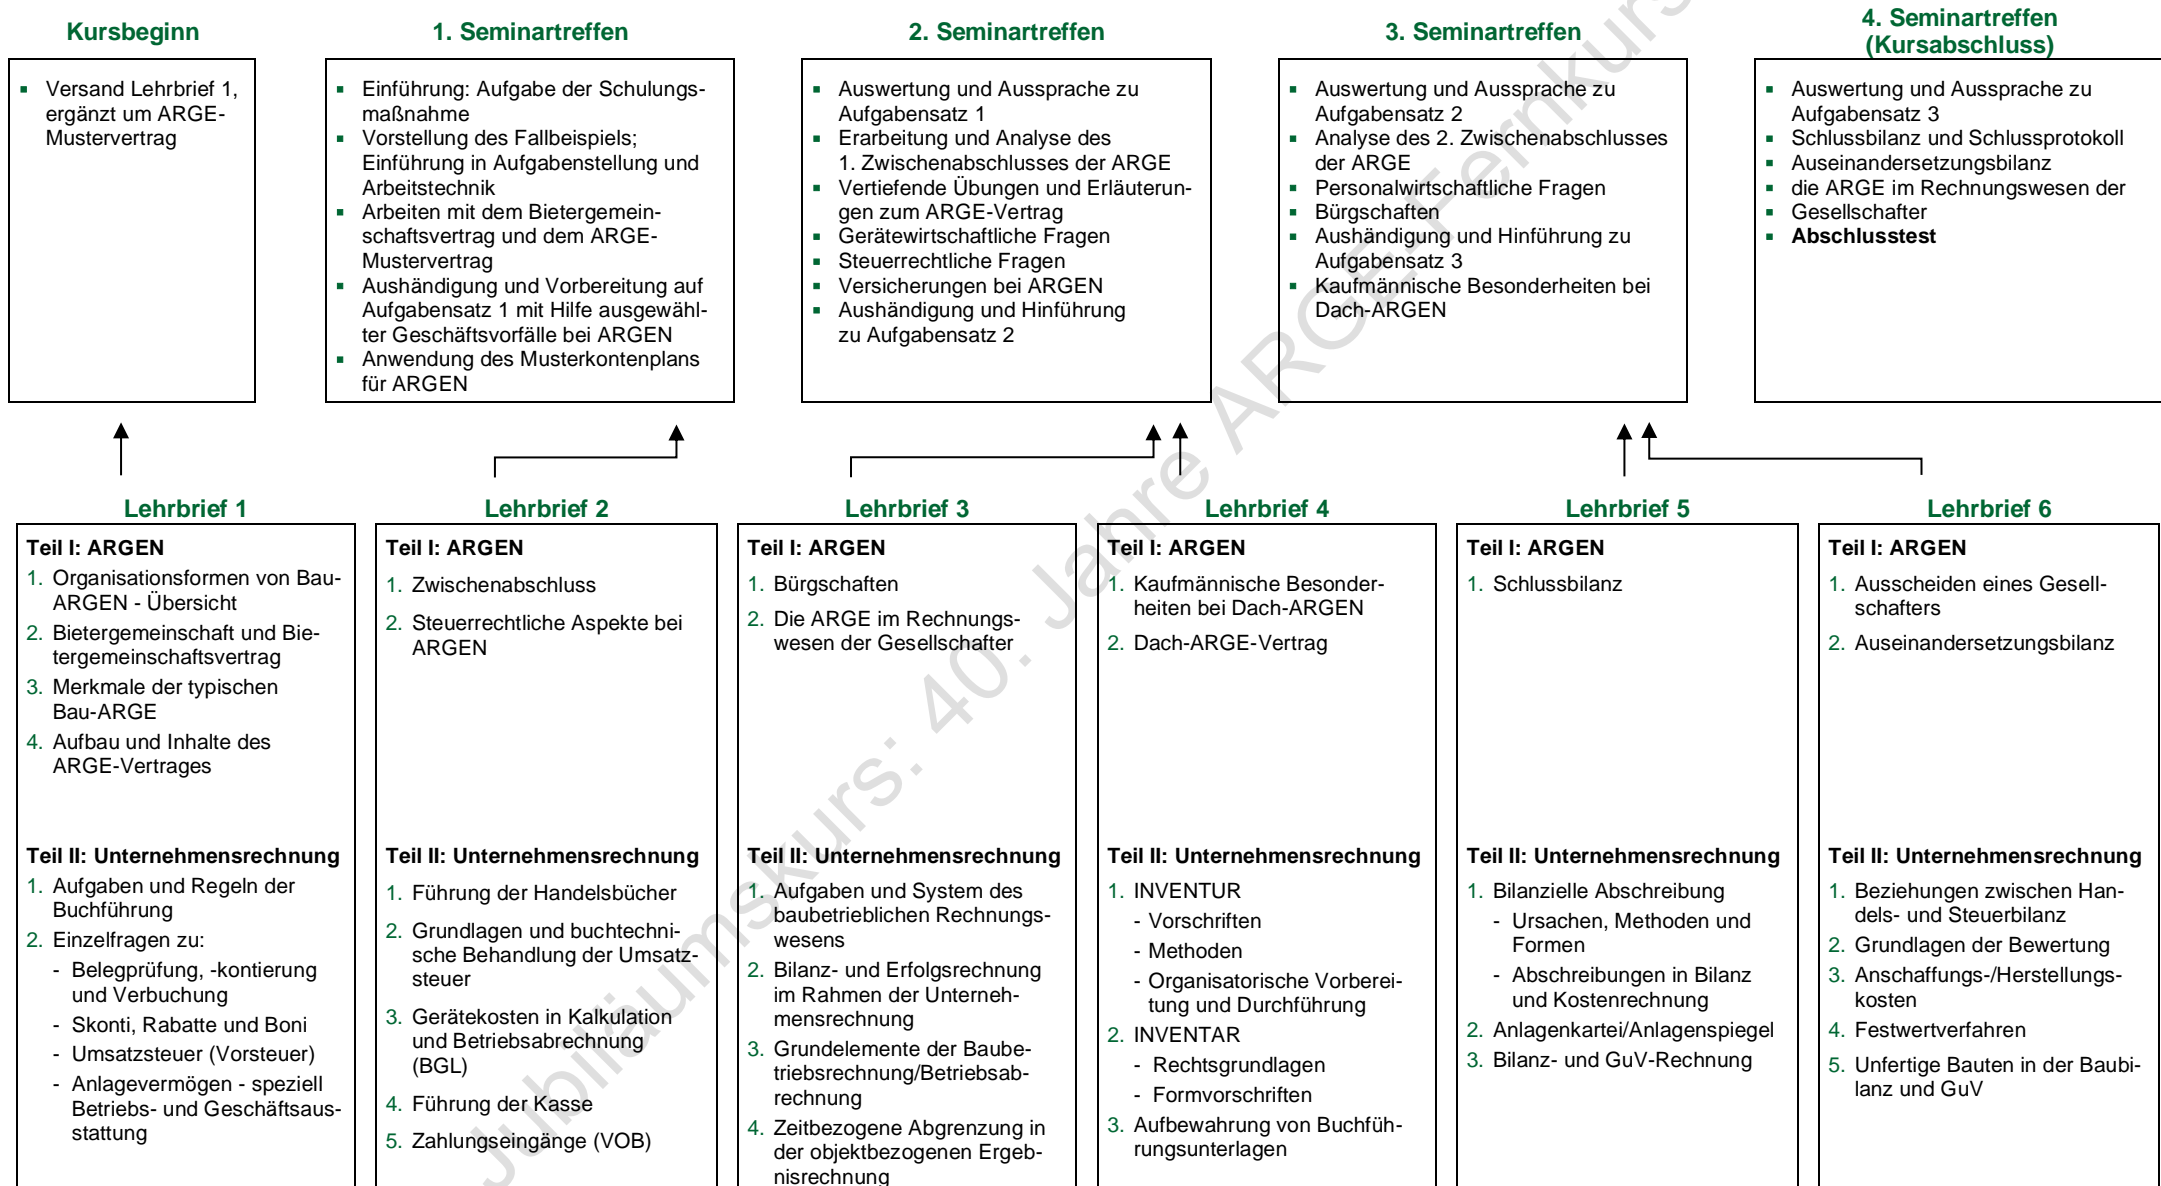 Kursbeginn
▪ Versand Lehrbrief 1,
ergänzt um ARGE-
Mustervertrag
1. Seminartreffen
▪ Einführung: Aufgabe der Schulungs-
maßnahme
▪ Vorstellung des Fallbeispiels;
Einführung in Aufgabenstellung und
Arbeitstechnik
▪ Arbeiten mit dem Bietergemein-
schaftsvertrag und dem ARGE-
Mustervertrag
▪ Aushändigung und Vorbereitung auf
Aufgabensatz 1 mit Hilfe ausgewähl-
ter Geschäftsvorfälle bei ARGEN
▪ Anwendung des Musterkontenplans
für ARGEN
2. Seminartreffen
▪ Auswertung und Aussprache zu
Aufgabensatz 1
▪ Erarbeitung und Analyse des
1. Zwischenabschlusses der ARGE
▪ Vertiefende Übungen und Erläuterun-
gen zum ARGE-Vertrag
▪ Gerätewirtschaftliche Fragen
▪ Steuerrechtliche Fragen
▪ Versicherungen bei ARGEN
▪ Aushändigung und Hinführung
zu Aufgabensatz 2
3. Seminartreffen
▪ Auswertung und Aussprache zu
Aufgabensatz 2
▪ Analyse des 2. Zwischenabschlusses
der ARGE
▪ Personalwirtschaftliche Fragen
▪ Bürgschaften
▪ Aushändigung und Hinführung zu
Aufgabensatz 3
▪ Kaufmännische Besonderheiten bei
Dach-ARGEN
4. Seminartreffen
(Kursabschluss)
▪ Auswertung und Aussprache zu
Aufgabensatz 3
▪ Schlussbilanz und Schlussprotokoll
▪ Auseinandersetzungsbilanz
▪ die ARGE im Rechnungswesen der
▪ Gesellschafter
▪ Abschlusstest
Lehrbrief 1
Teil I: ARGEN
1. Organisationsformen von Bau-
ARGEN - Übersicht
2. Bietergemeinschaft und Bie-
tergemeinschaftsvertrag
3. Merkmale der typischen
Bau-ARGE
4. Aufbau und Inhalte des
ARGE-Vertrages
Teil II: Unternehmensrechnung
1. Aufgaben und Regeln der
Buchführung
2. Einzelfragen zu:
- Belegprüfung, -kontierung
und Verbuchung
- Skonti, Rabatte und Boni
- Umsatzsteuer (Vorsteuer)
- Anlagevermögen - speziell
Betriebs- und Geschäftsaus-
stattung
Lehrbrief 2
Teil I: ARGEN
1. Zwischenabschluss
2. Steuerrechtliche Aspekte bei
ARGEN
Teil II: Unternehmensrechnung
1. Führung der Handelsbücher
2. Grundlagen und buchtechni-
sche Behandlung der Umsatz-
steuer
3. Gerätekosten in Kalkulation
und Betriebsabrechnung
(BGL)
4. Führung der Kasse
5. Zahlungseingänge (VOB)
Lehrbrief 3
Teil I: ARGEN
1. Bürgschaften
2. Die ARGE im Rechnungs-
wesen der Gesellschafter
Teil II: Unternehmensrechnung
1. Aufgaben und System des
baubetrieblichen Rechnungs-
wesens
2. Bilanz- und Erfolgsrechnung
im Rahmen der Unterneh-
mensrechnung
3. Grundelemente der Baube-
triebsrechnung/Betriebsab-
rechnung
4. Zeitbezogene Abgrenzung in
der objektbezogenen Ergeb-
nisrechnung
Lehrbrief 4
Teil I: ARGEN
1. Kaufmännische Besonder-
heiten bei Dach-ARGEN
2. Dach-ARGE-Vertrag
Teil II: Unternehmensrechnung
1. INVENTUR
- Vorschriften
- Methoden
- Organisatorische Vorberei-
tung und Durchführung
2. INVENTAR
- Rechtsgrundlagen
- Formvorschriften
3. Aufbewahrung von Buchfüh-
rungsunterlagen
Lehrbrief 5
Teil I: ARGEN
1. Schlussbilanz
Teil II: Unternehmensrechnung
1. Bilanzielle Abschreibung
- Ursachen, Methoden und
Formen
- Abschreibungen in Bilanz
und Kostenrechnung
2. Anlagenkartei/Anlagenspiegel
3. Bilanz- und GuV-Rechnung
Lehrbrief 6
Teil I: ARGEN
1. Ausscheiden eines Gesell-
schafters
2. Auseinandersetzungsbilanz
Teil II: Unternehmensrechnung
1. Beziehungen zwischen Han-
dels- und Steuerbilanz
2. Grundlagen der Bewertung
3. Anschaffungs-/Herstellungs-
kosten
4. Festwertverfahren
5. Unfertige Bauten in der Baubi-
lanz und GuV
Jubiläumskurs: 40. Jahre ARGE-Fernkurs